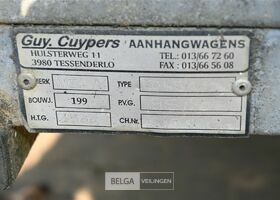 Guy. Cuypers AANHANGWAGENS
HULSTERWEG 11 TEL.: 013/66 72 60
3980 TESSENDERLO FAX : 013/66 56 08
MERK TYPE
BOUWJ. 199 P.V.G.
H.T.G. CH.Nr.
BELGA VEILINGEN